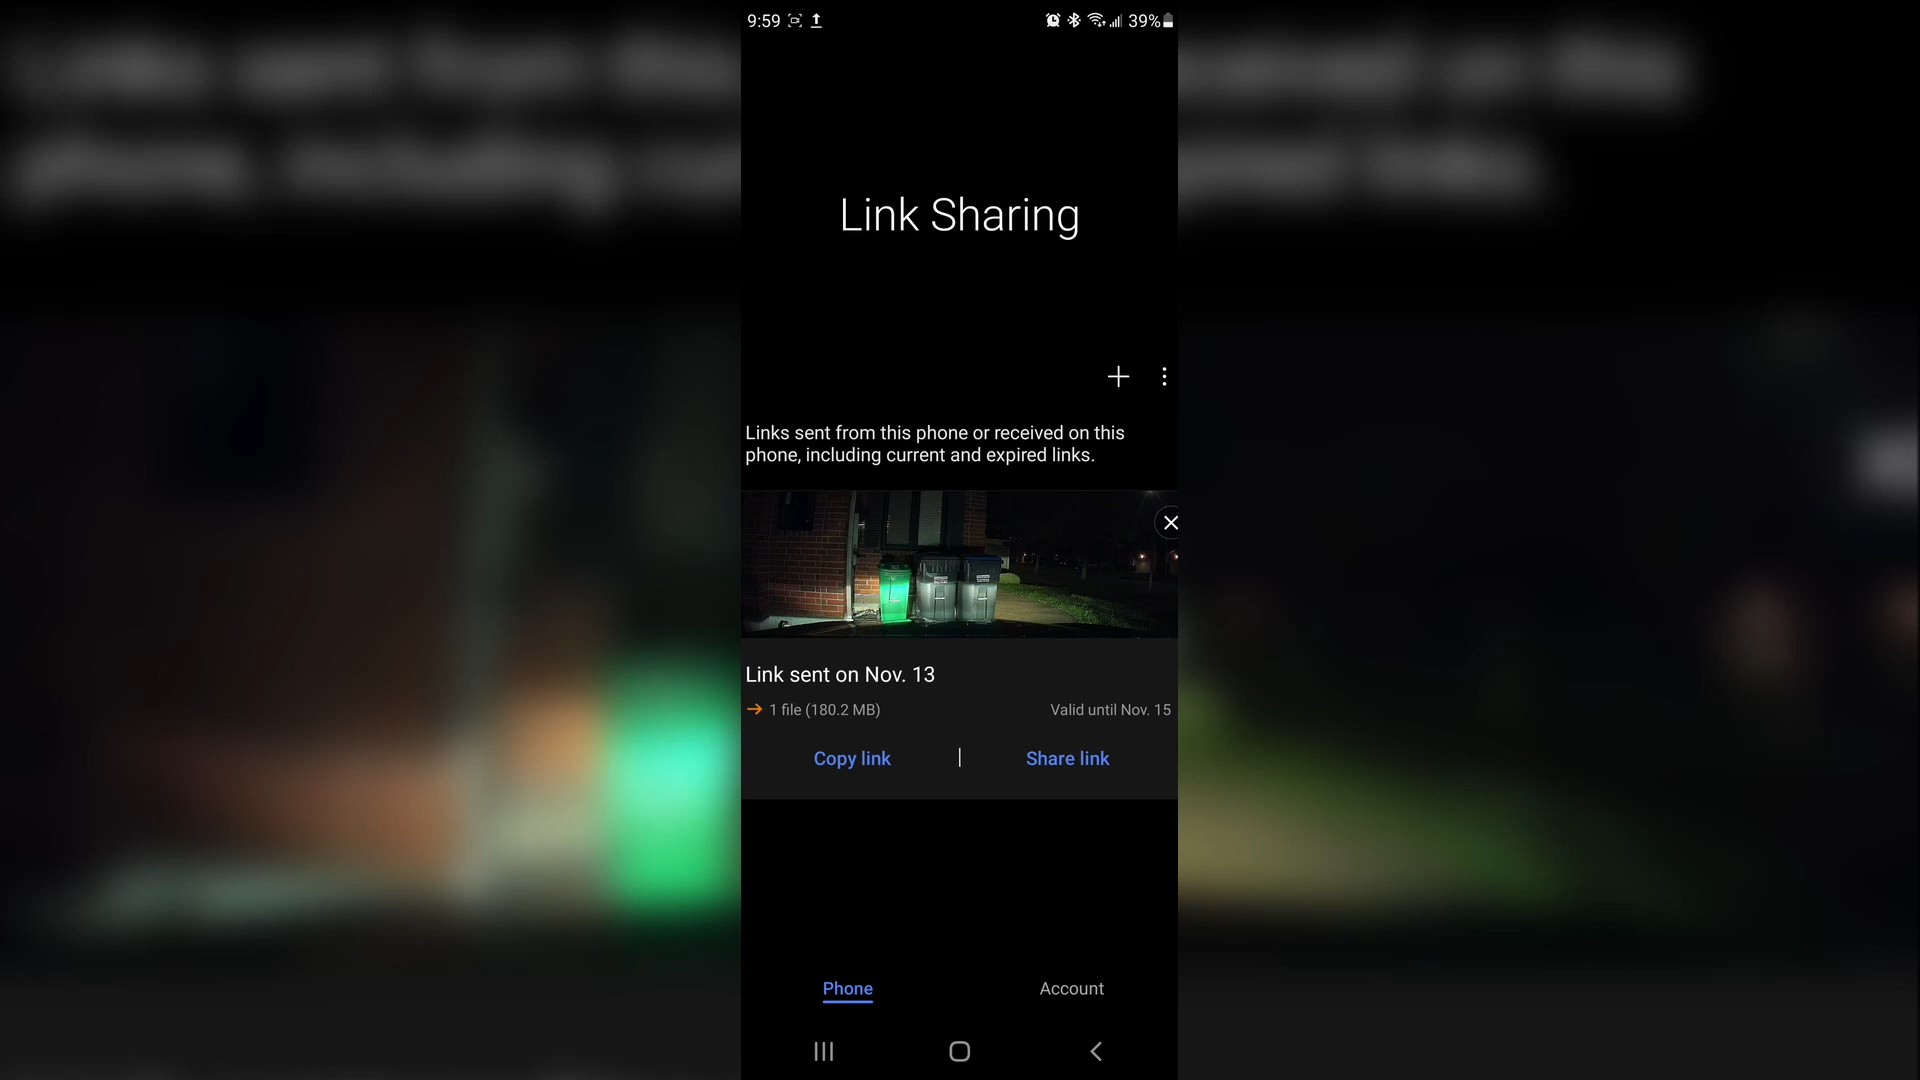 9:59
39%
Link Sharing
Links sent from this phone or received on this
phone, including current and expired links.
Link sent on Nov. 13
1 file (180.2 MB)
Valid until Nov. 15
Copy link
Share link
Phone
Account